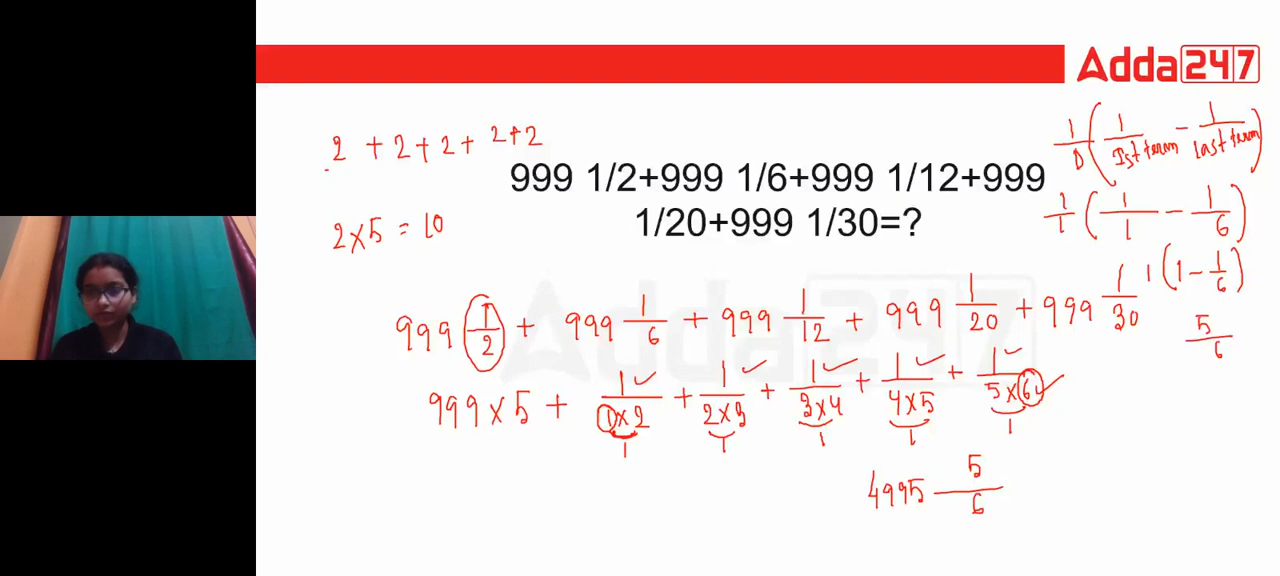 Adda247
2 + 2 + 2 + 2 + 2
999 1/2+999 1/6+999 1/12+999
1/20+999 1/30=?
2 × 5 = 10
1/D (1/Ist term − 1/last term)
1/1 (1/1 − 1/6)
1 (1 − 1/6)
5/6
999 1/2 + 999 1/6 + 999 1/12 + 999 1/20 + 999 1/30
999 × 5 + 1/1×2 + 1/2×3 + 1/3×4 + 1/4×5 + 1/5×6
1 1 1 1 1
4995 5/6
Adda247